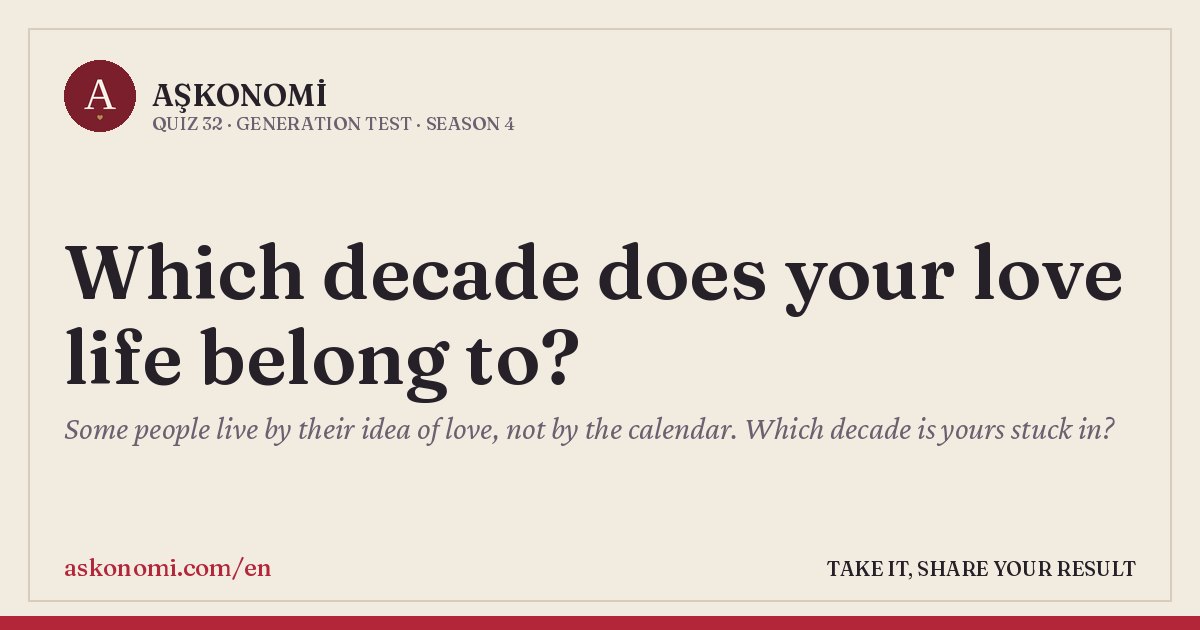 A
AŞKONOMİ
QUIZ 32 · GENERATION TEST · SEASON 4
Which decade does your love
life belong to?
Some people live by their idea of love, not by the calendar. Which decade is yours stuck in?
askonomi.com/en
TAKE IT, SHARE YOUR RESULT